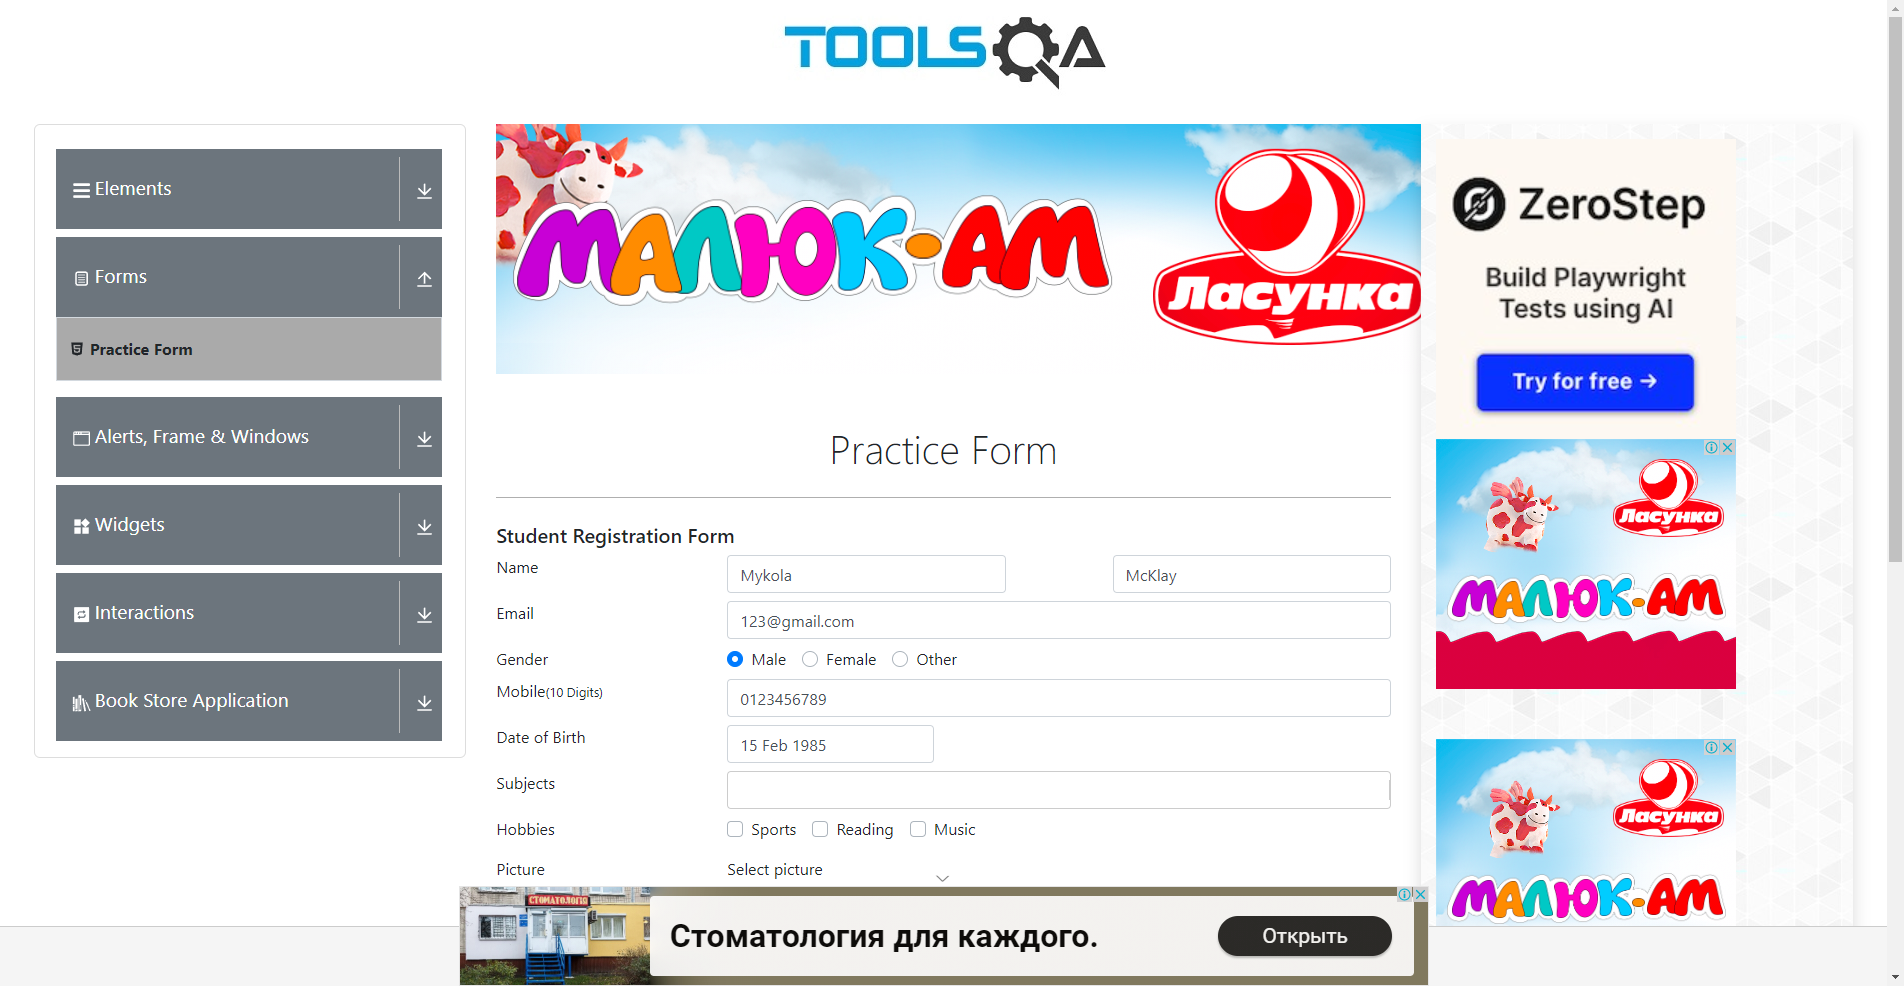 TOOLSQA
Elements
Forms
Practice Form
Alerts, Frame & Windows
Widgets
Interactions
Book Store Application
МАЛЮК-АМ
Ласунка
Practice Form
Student Registration Form
Name
Mykola
McKlay
Email
123@gmail.com
Gender
Male
Female
Other
Mobile(10 Digits)
0123456789
Date of Birth
15 Feb 1985
Subjects
Hobbies
Sports
Reading
Music
Picture
Select picture
ZeroStep
Build Playwright
Tests using AI
Try for free →
Ласунка
МАЛЮК-АМ
Ласунка
МАЛЮК-АМ
СТОМАТОЛОГІЯ
Стоматология для каждого.
Открыть